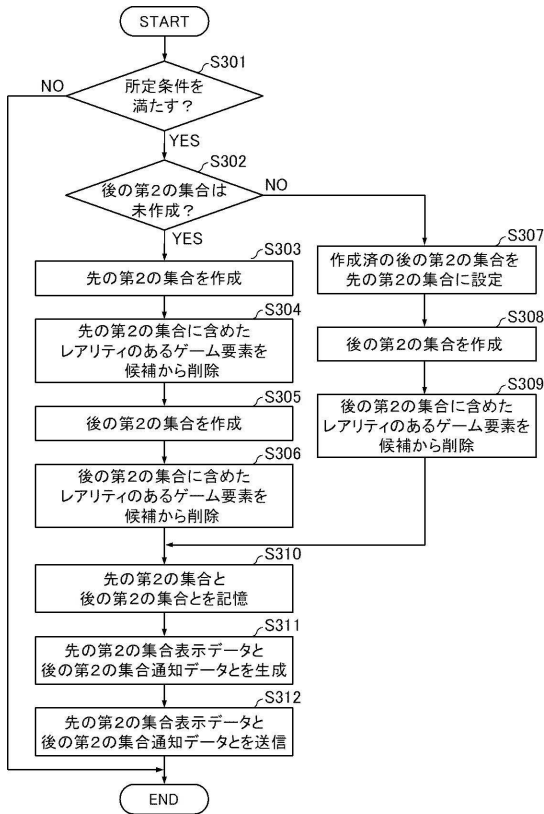 START
S301
NO
所定条件を
満たす?
YES
S302
後の第2の集合は
未作成?
NO
YES
S303
先の第2の集合を作成
S304
先の第2の集合に含めた
レアリティのあるゲーム要素を
候補から削除
S305
後の第2の集合を作成
S306
後の第2の集合に含めた
レアリティのあるゲーム要素を
候補から削除
S307
作成済の後の第2の集合を
先の第2の集合に設定
S308
後の第2の集合を作成
S309
後の第2の集合に含めた
レアリティのあるゲーム要素を
候補から削除
S310
先の第2の集合と
後の第2の集合とを記憶
S311
先の第2の集合表示データと
後の第2の集合通知データとを生成
S312
先の第2の集合表示データと
後の第2の集合通知データとを送信
END